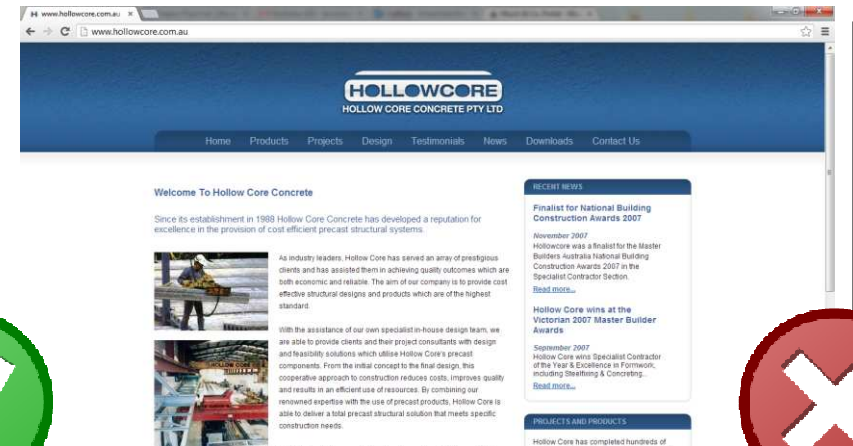 www.hollowcore.com.au
www.hollowcore.com.au
HOLLOWCORE
HOLLOW CORE CONCRETE PTY LTD
Home Products Projects Design Testimonials News Downloads Contact Us
Welcome To Hollow Core Concrete
Since its establishment in 1988 Hollow Core Concrete has developed a reputation for
excellence in the provision of cost efficient precast structural systems.
As industry leaders, Hollow Core has served an array of prestigious
clients and has assisted them in achieving quality outcomes which are
both economic and reliable. The aim of our company is to provide cost
effective structural designs and products which are of the highest
standard.
With the assistance of our own specialist in-house design team, we
are able to provide clients and their project consultants with design
and feasibility solutions which utilise Hollow Core's precast
components. From the initial concept to the final design, this
cooperative approach to construction reduces costs, improves quality
and results in an efficient use of resources. By combining our
renowned expertise with the use of precast products, Hollow Core is
able to deliver a total precast structural solution that meets specific
construction needs.
HOLLOW CORE
RECENT NEWS
Finalist for National Building
Construction Awards 2007
November 2007
Hollowcore was a finalist for the Master
Builders Australia National Building
Construction Awards 2007 in the
Specialist Contractor Section.
Read more...
Hollow Core wins at the
Victorian 2007 Master Builder
Awards
September 2007
Hollow Core wins Specialist Contractor
of the Year & Excellence in Formwork,
including Steelfixing & Concreting...
Read more...
PROJECTS AND PRODUCTS
Hollow Core has completed hundreds of